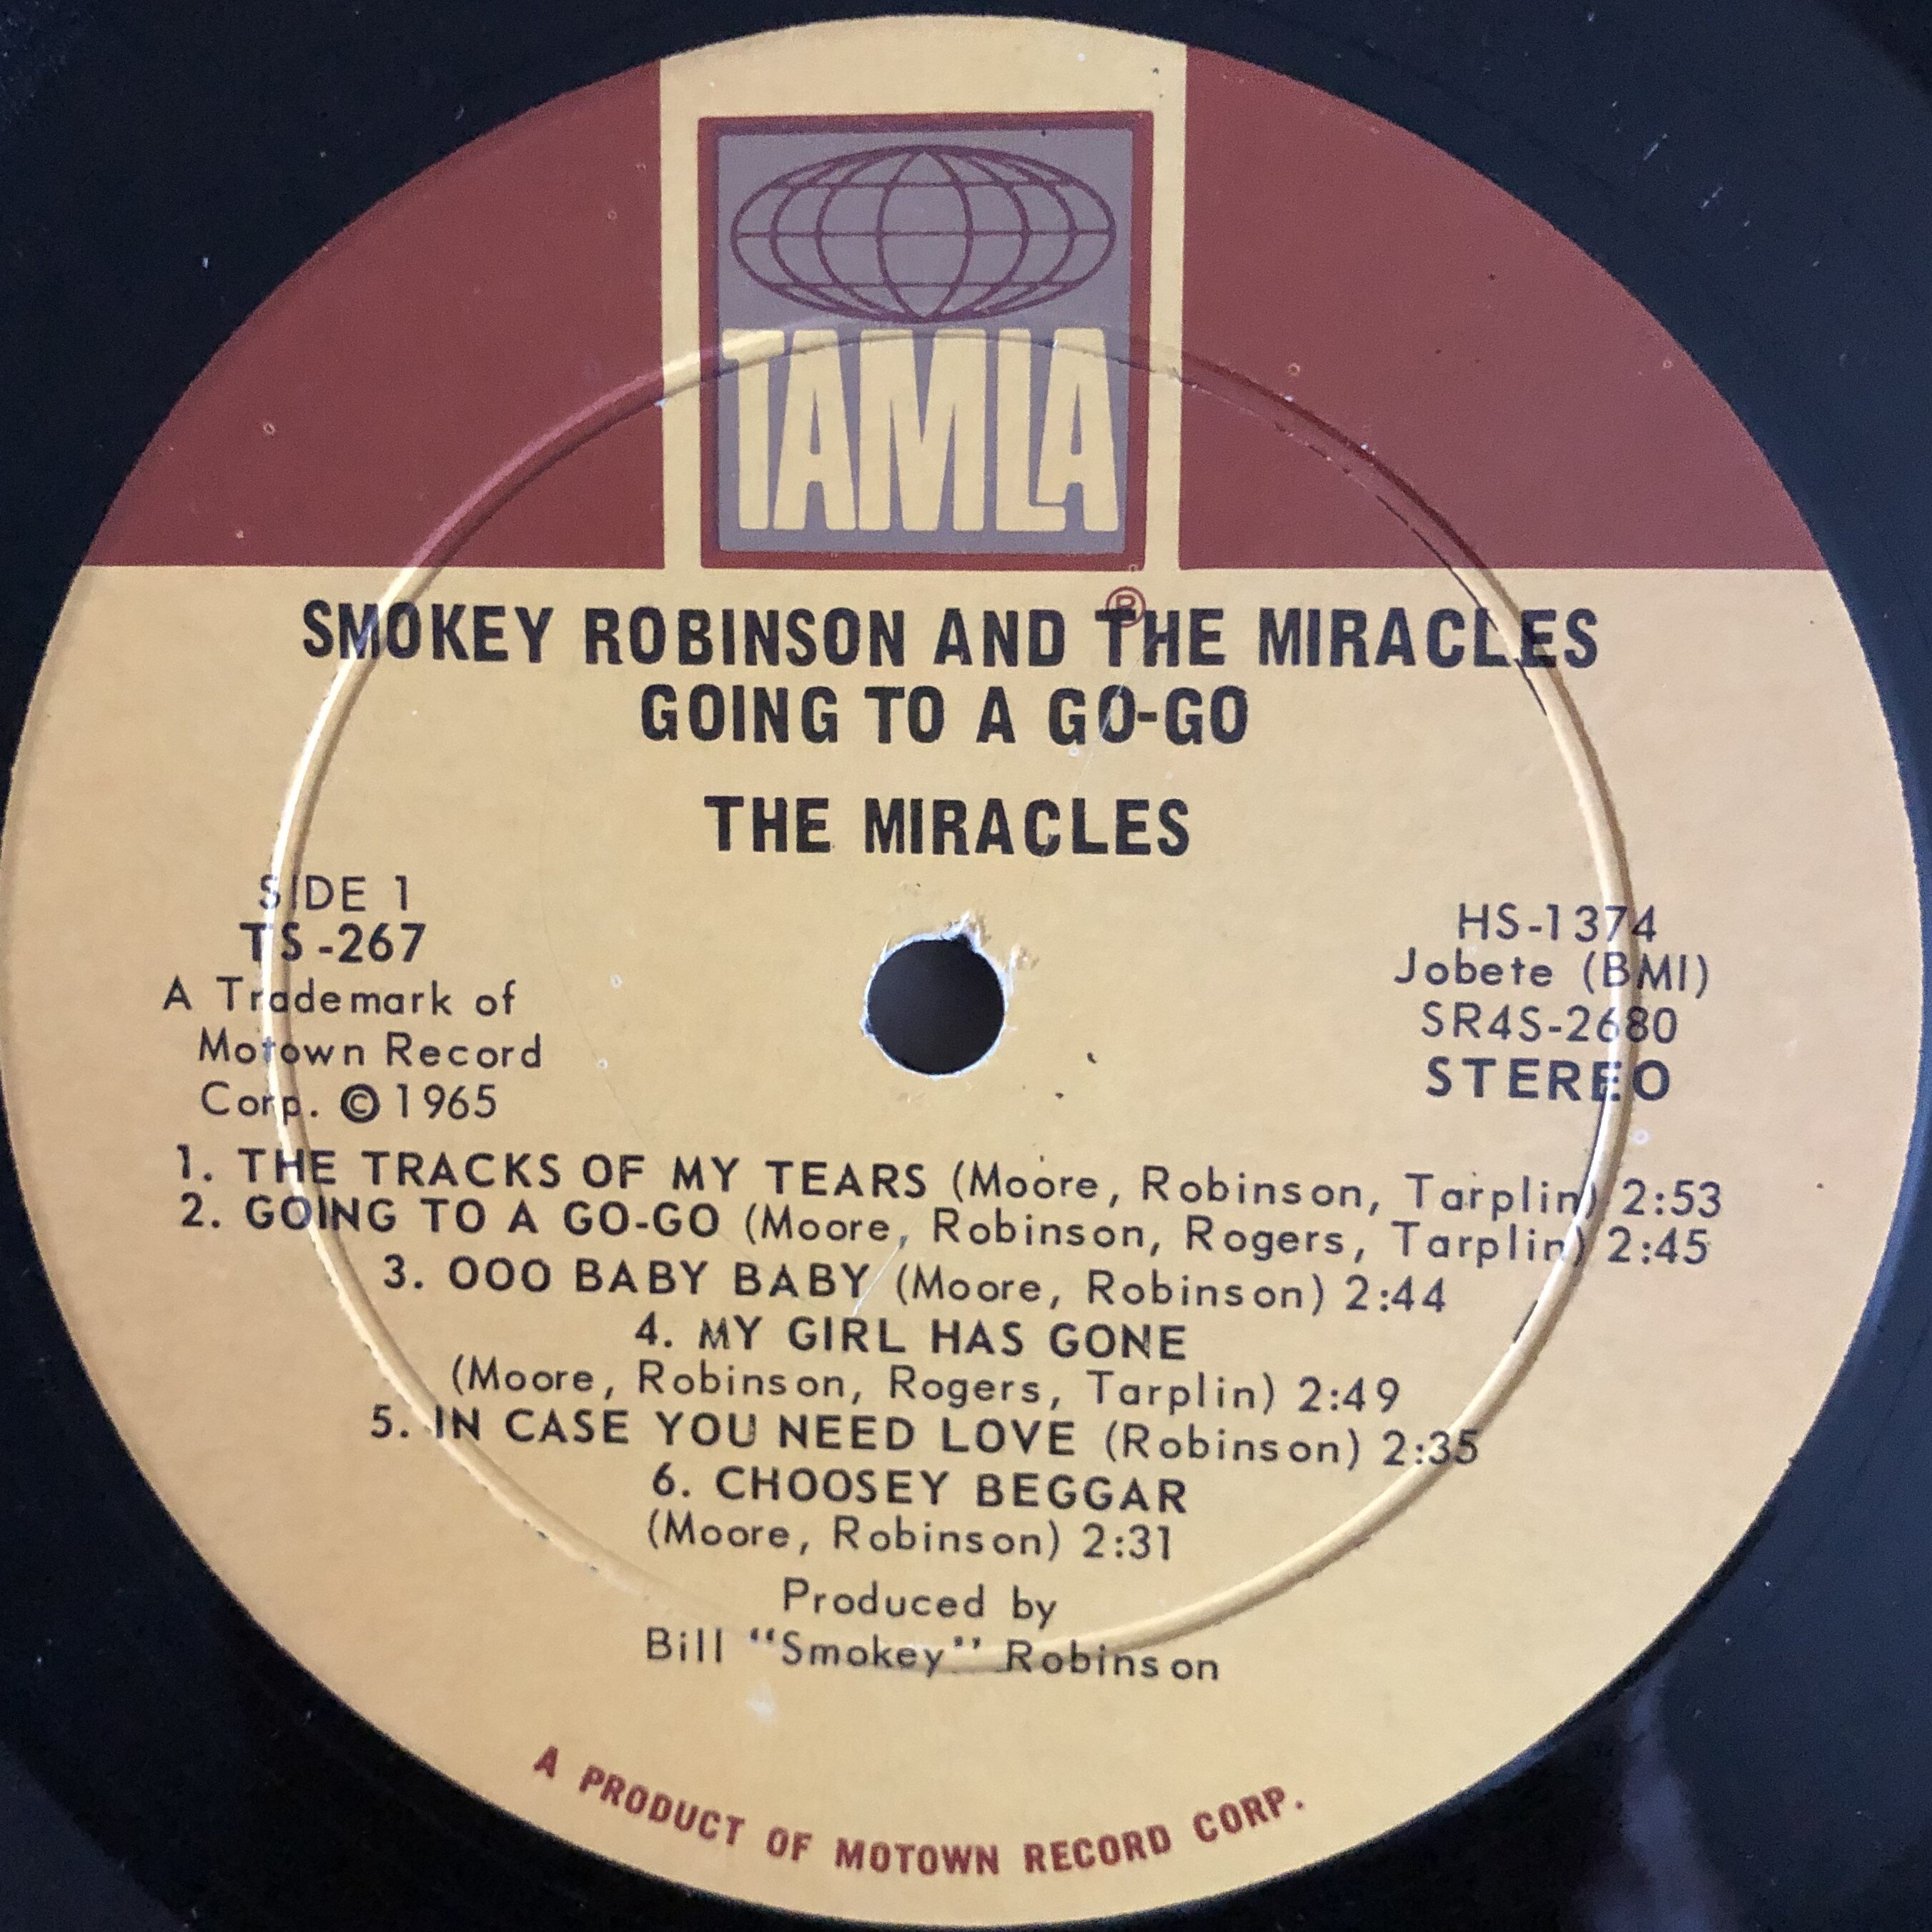 TAMLA
®
SMOKEY ROBINSON AND THE MIRACLES
GOING TO A GO-GO
THE MIRACLES
SIDE 1
TS-267
A Trademark of
Motown Record
Corp. © 1965
HS-1374
Jobete (BMI)
SR4S-2680
STEREO
1. THE TRACKS OF MY TEARS (Moore, Robinson, Tarplin) 2:53
2. GOING TO A GO-GO (Moore, Robinson, Rogers, Tarplin) 2:45
3. OOO BABY BABY (Moore, Robinson) 2:44
4. MY GIRL HAS GONE
(Moore, Robinson, Rogers, Tarplin) 2:49
5. IN CASE YOU NEED LOVE (Robinson) 2:35
6. CHOOSEY BEGGAR
(Moore, Robinson) 2:31
Produced by
Bill "Smokey" Robinson
A PRODUCT OF MOTOWN RECORD CORP.